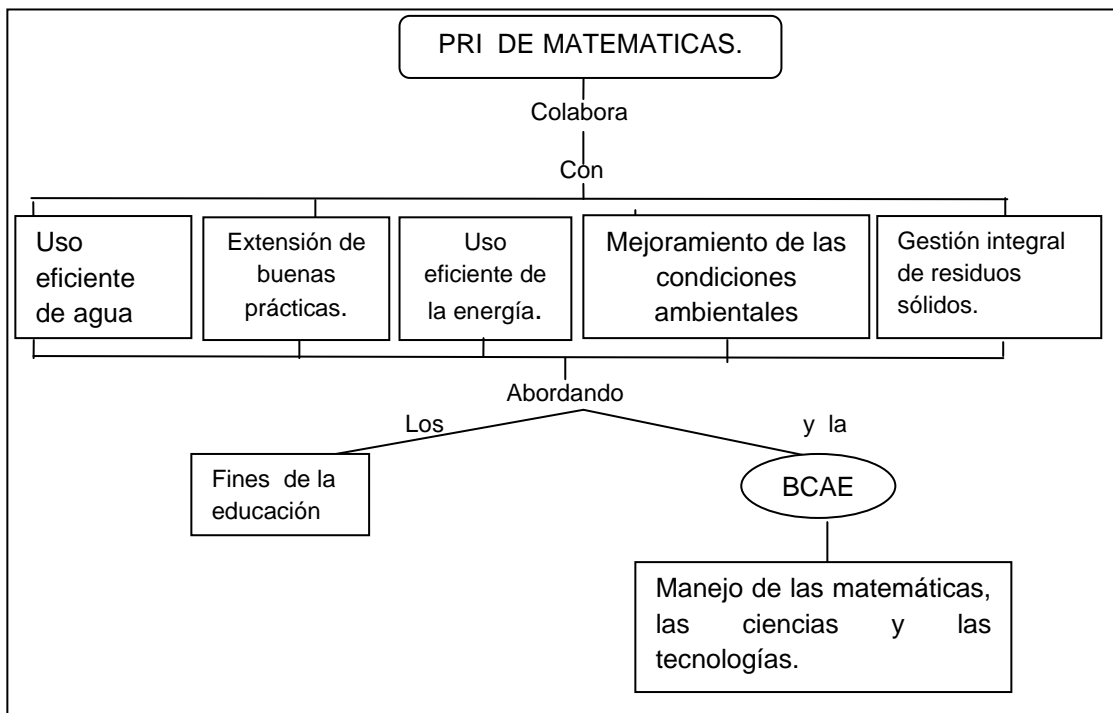 PRI DE MATEMATICAS.
Colabora
Con
Uso
eficiente
de agua
Extensión de
buenas
prácticas.
Uso
eficiente de
la energía.
Mejoramiento de las
condiciones
ambientales
Gestión integral
de residuos
sólidos.
Abordando
Los
y la
Fines de la
educación
BCAE
Manejo de las matemáticas,
las ciencias y las
tecnologías.